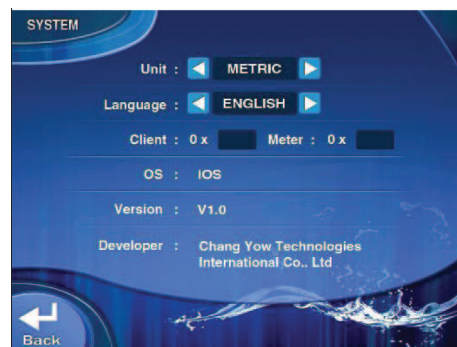 SYSTEM
Unit : METRIC
Language : ENGLISH
Client : 0 x Meter : 0 x
OS : IOS
Version : V1.0
Developer : Chang Yow Technologies
International Co.. Ltd
Back